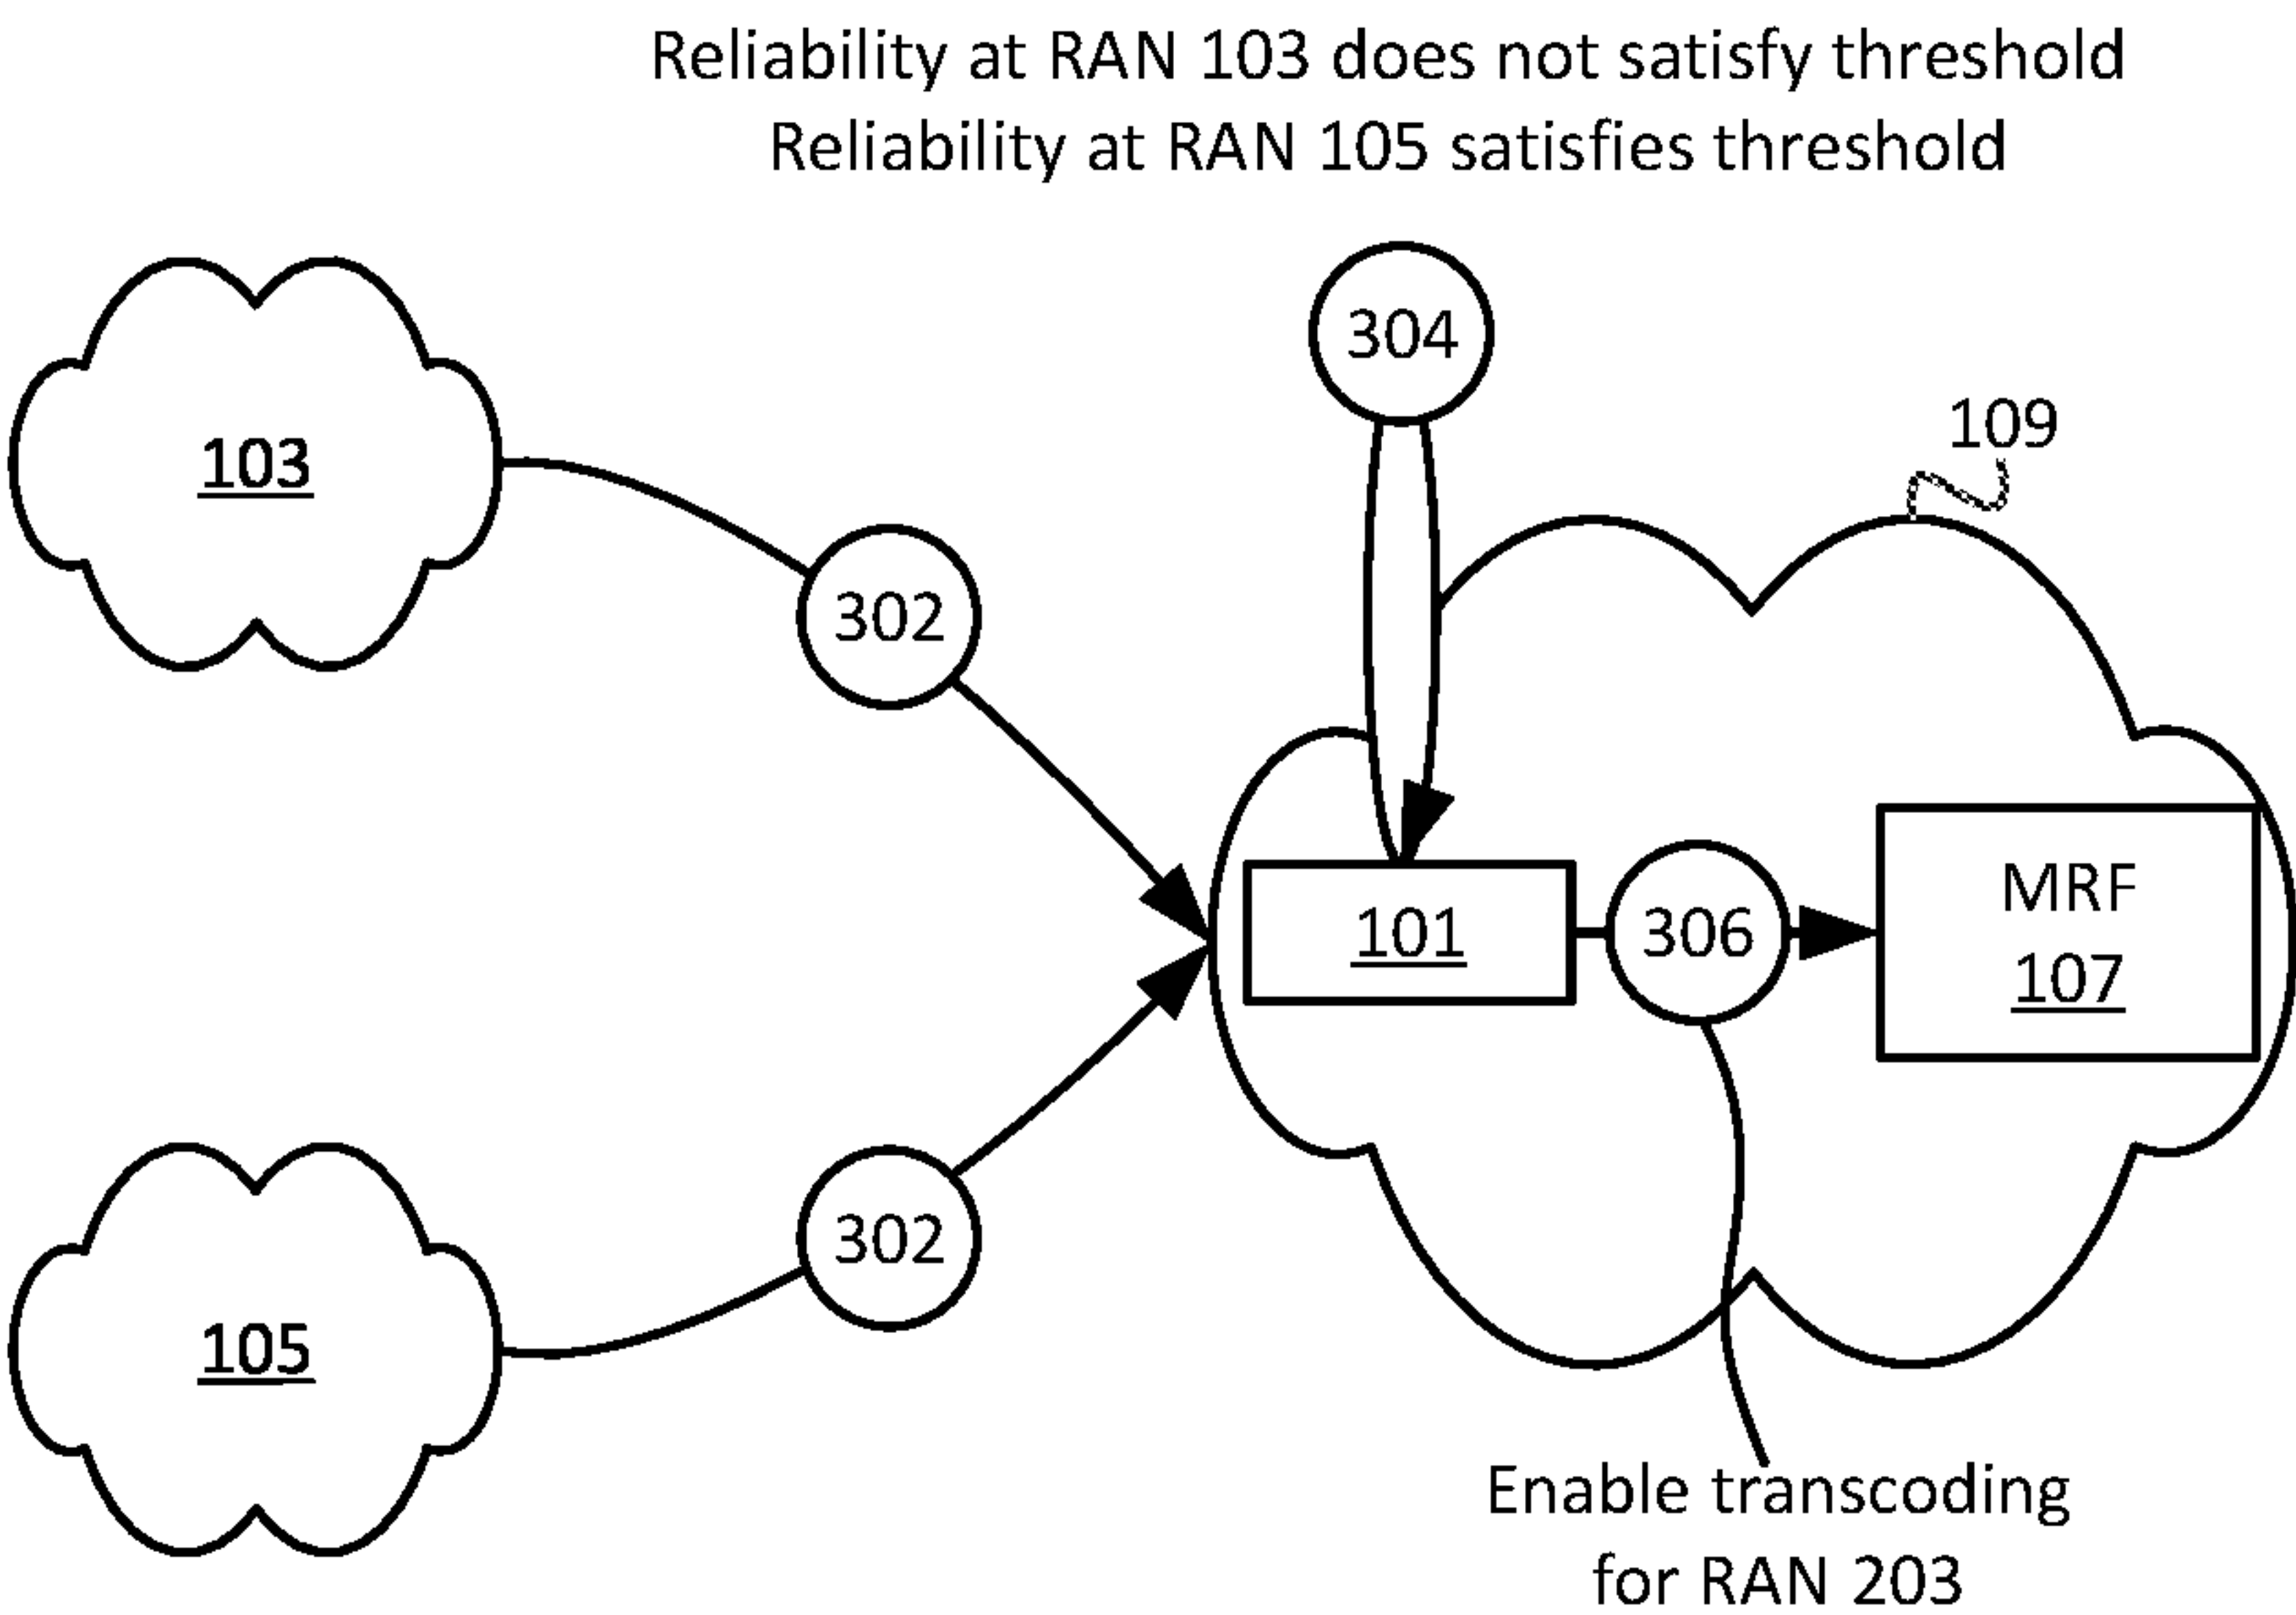 Reliability at RAN 103 does not satisfy threshold
Reliability at RAN 105 satisfies threshold
304
109
103
302
101
306
MRF
107
302
105
Enable transcoding
for RAN 203